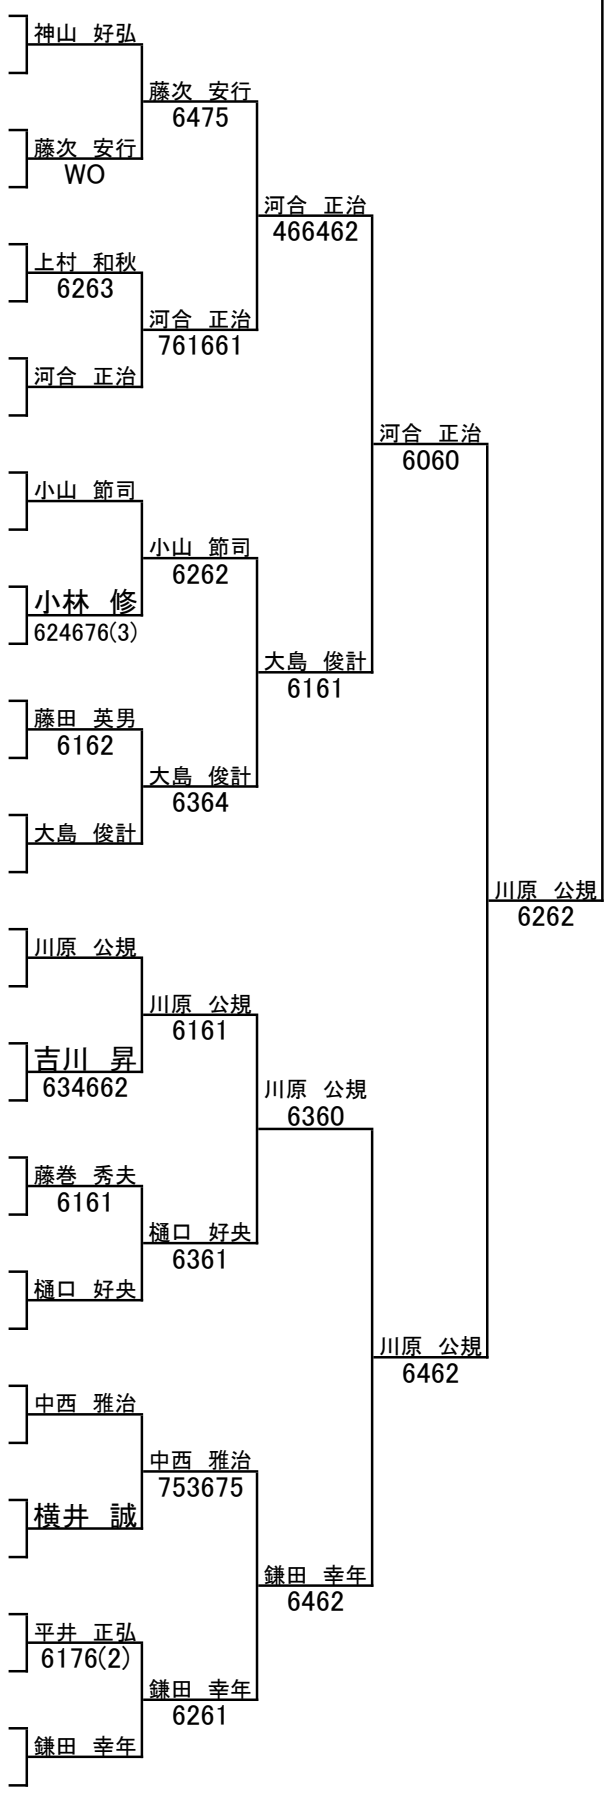 神山　好弘
藤次　安行
6475
藤次　安行
WO
河合　正治
466462
上村　和秋
6263
河合　正治
761661
河合　正治
河合　正治
6060
小山　節司
小山　節司
6262
小林　修
624676(3)
大島　俊計
6161
藤田　英男
6162
大島　俊計
6364
大島　俊計
川原　公規
6262
川原　公規
川原　公規
6161
吉川　昇
634662
川原　公規
6360
藤巻　秀夫
6161
樋口　好央
6361
樋口　好央
川原　公規
6462
中西　雅治
中西　雅治
753675
横井　誠
鎌田　幸年
6462
平井　正弘
6176(2)
鎌田　幸年
6261
鎌田　幸年